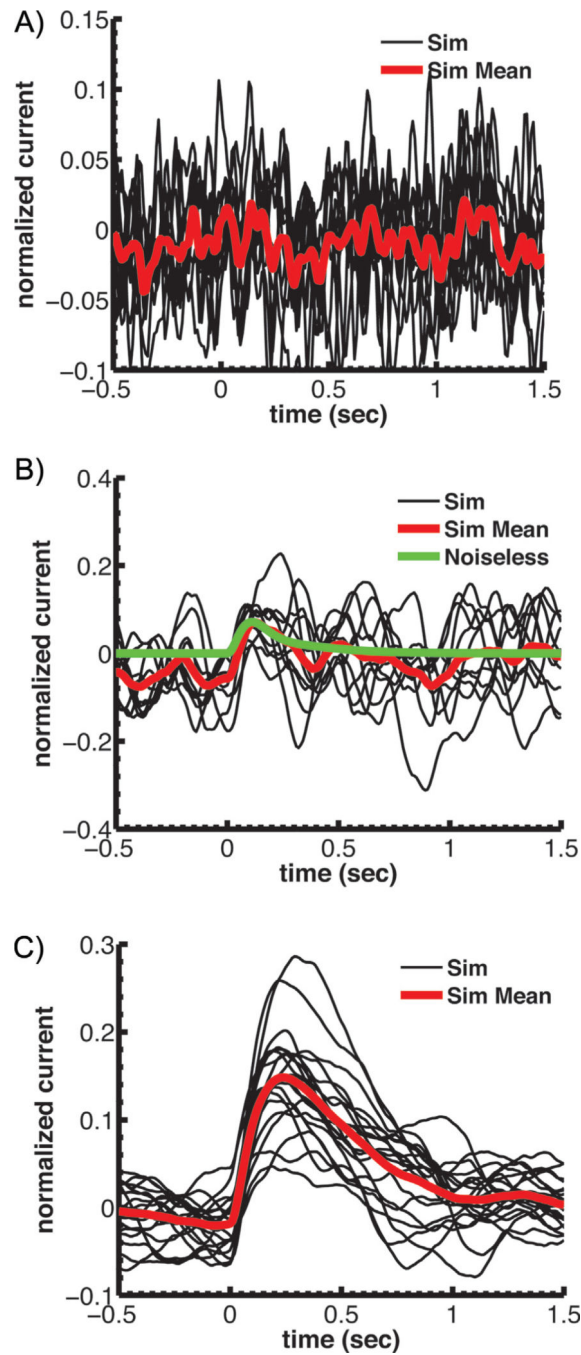 A)
0.15
0.1
0.05
0
−0.05
−0.1
normalized current
Sim
Sim Mean
−0.5 0 0.5 1 1.5
time (sec)
B)
0.4
0.2
0
−0.2
−0.4
normalized current
Sim
Sim Mean
Noiseless
−0.5 0 0.5 1 1.5
time (sec)
C)
0.3
0.2
0.1
0
−0.1
normalized current
Sim
Sim Mean
−0.5 0 0.5 1 1.5
time (sec)